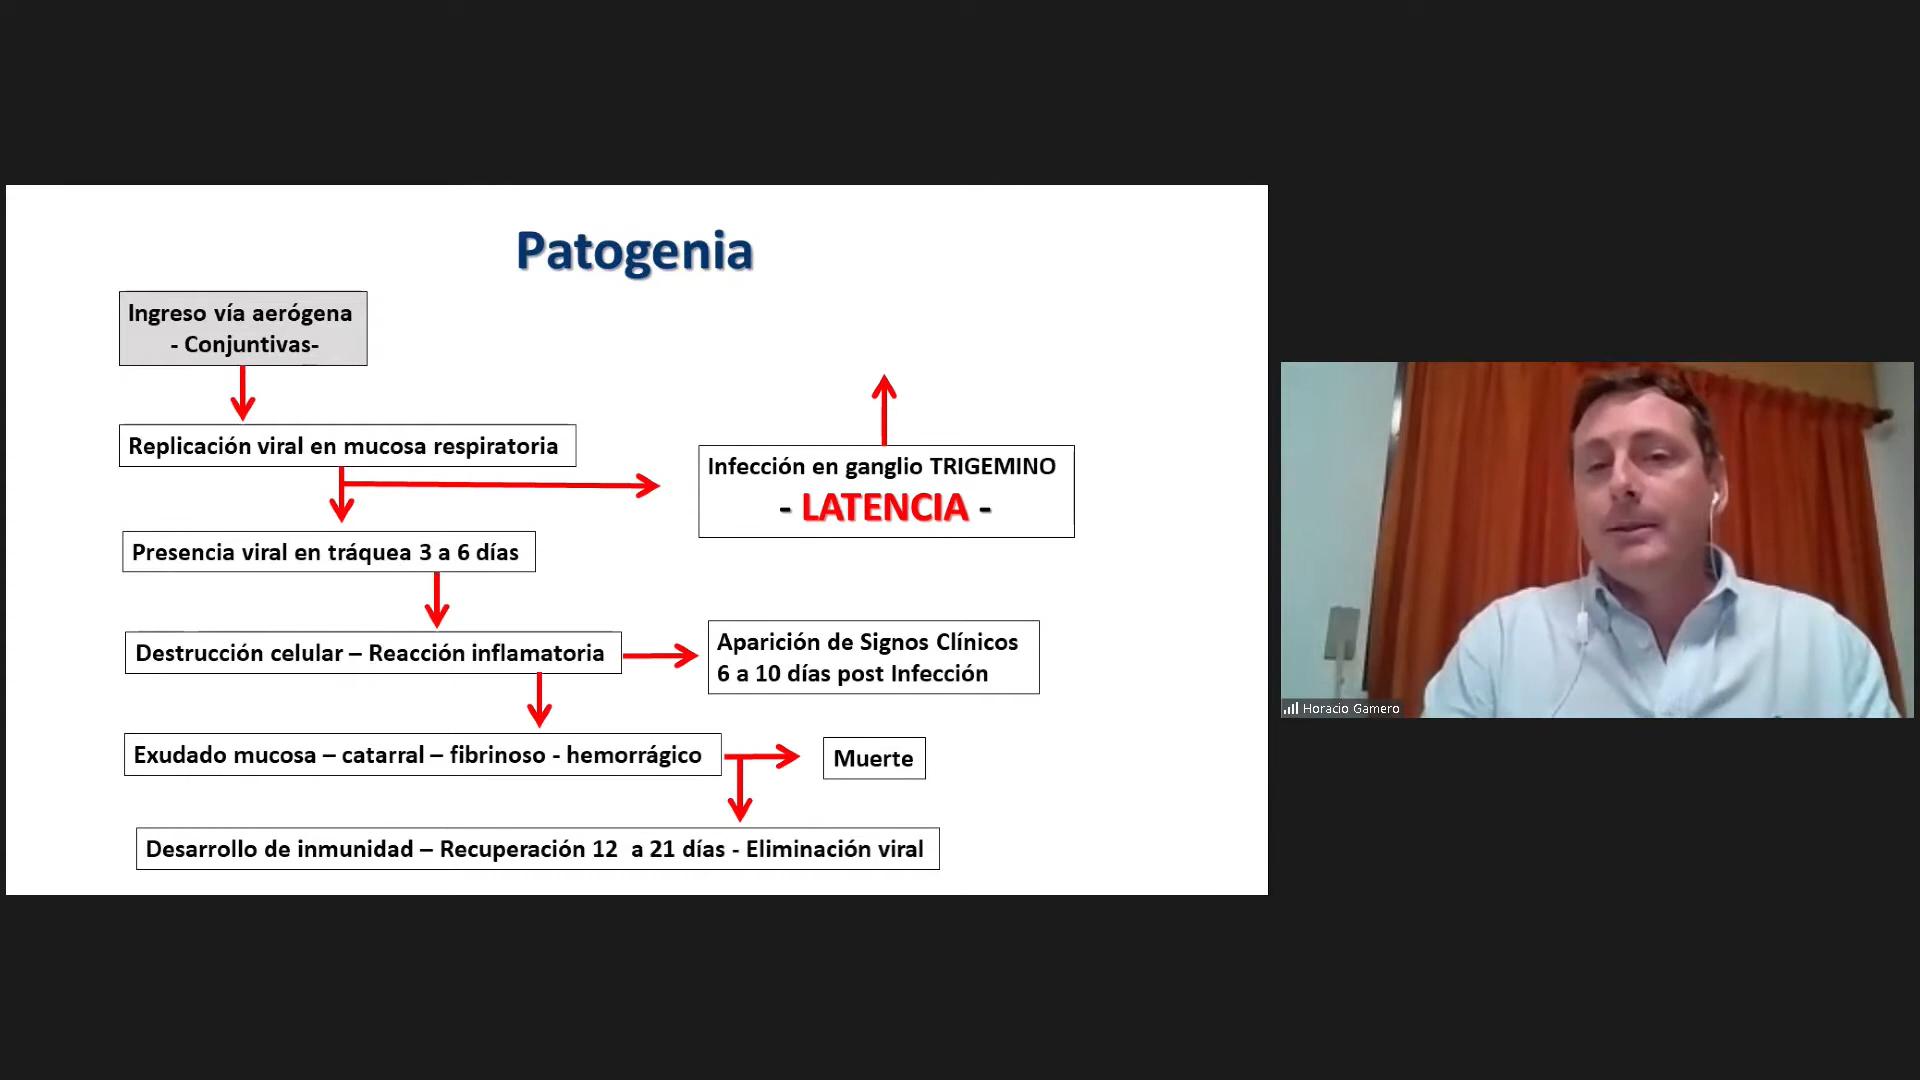 Patogenia
Ingreso vía aerógena
- Conjuntivas-
Replicación viral en mucosa respiratoria
Infección en ganglio TRIGEMINO
- LATENCIA -
Presencia viral en tráquea 3 a 6 días
Destrucción celular – Reacción inflamatoria
Aparición de Signos Clínicos
6 a 10 días post Infección
Exudado mucosa – catarral – fibrinoso - hemorrágico
Muerte
Desarrollo de inmunidad – Recuperación 12 a 21 días - Eliminación viral
Horacio Gamero